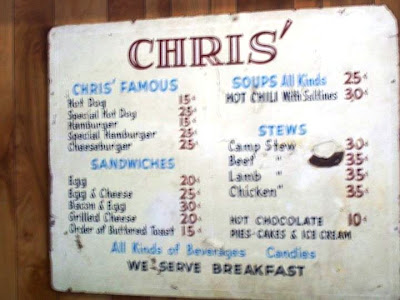 CHRIS'
CHRIS' FAMOUS
Hot Dog 15¢
Special Hot Dog 25¢
Hamburger 15¢
Special Hamburger 25¢
Cheeseburger 25¢
SANDWICHES
Egg 20¢
Egg & Cheese 25¢
Bacon & Egg 30¢
Grilled Cheese 20¢
Order of Buttered Toast 15¢
SOUPS All Kinds 25¢
HOT CHILI With Saltines 30¢
STEWS
Camp Stew 30¢
Beef " 35¢
Lamb " 35¢
Chicken " 35¢
HOT CHOCOLATE 10¢
PIES-CAKES & ICE CREAM
All Kinds of Beverages Candies
WE SERVE BREAKFAST